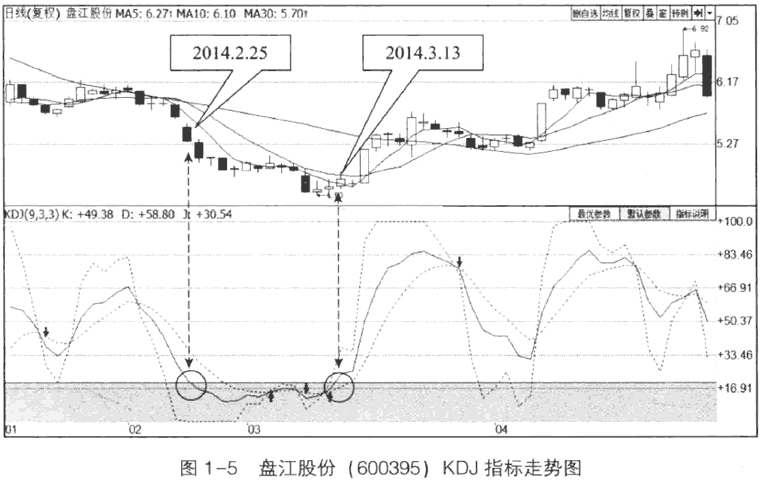 日线(复权) 盘江股份 MA5: 6.27↑ MA10: 6.10 MA30: 5.70↑
删自选 均线 复权 叠 窗 特测
7.05
6.92
2014.2.25
2014.3.13
6.17
5.27
KDJ(9,3,3) K: +49.38 D: +58.80 J: +30.54
最优参数 默认参数 指标说明
+100.0
+83.46
+66.91
+50.37
+33.46
+16.91
01 02 03 04
图 1-5 盘江股份 (600395) KDJ 指标走势图